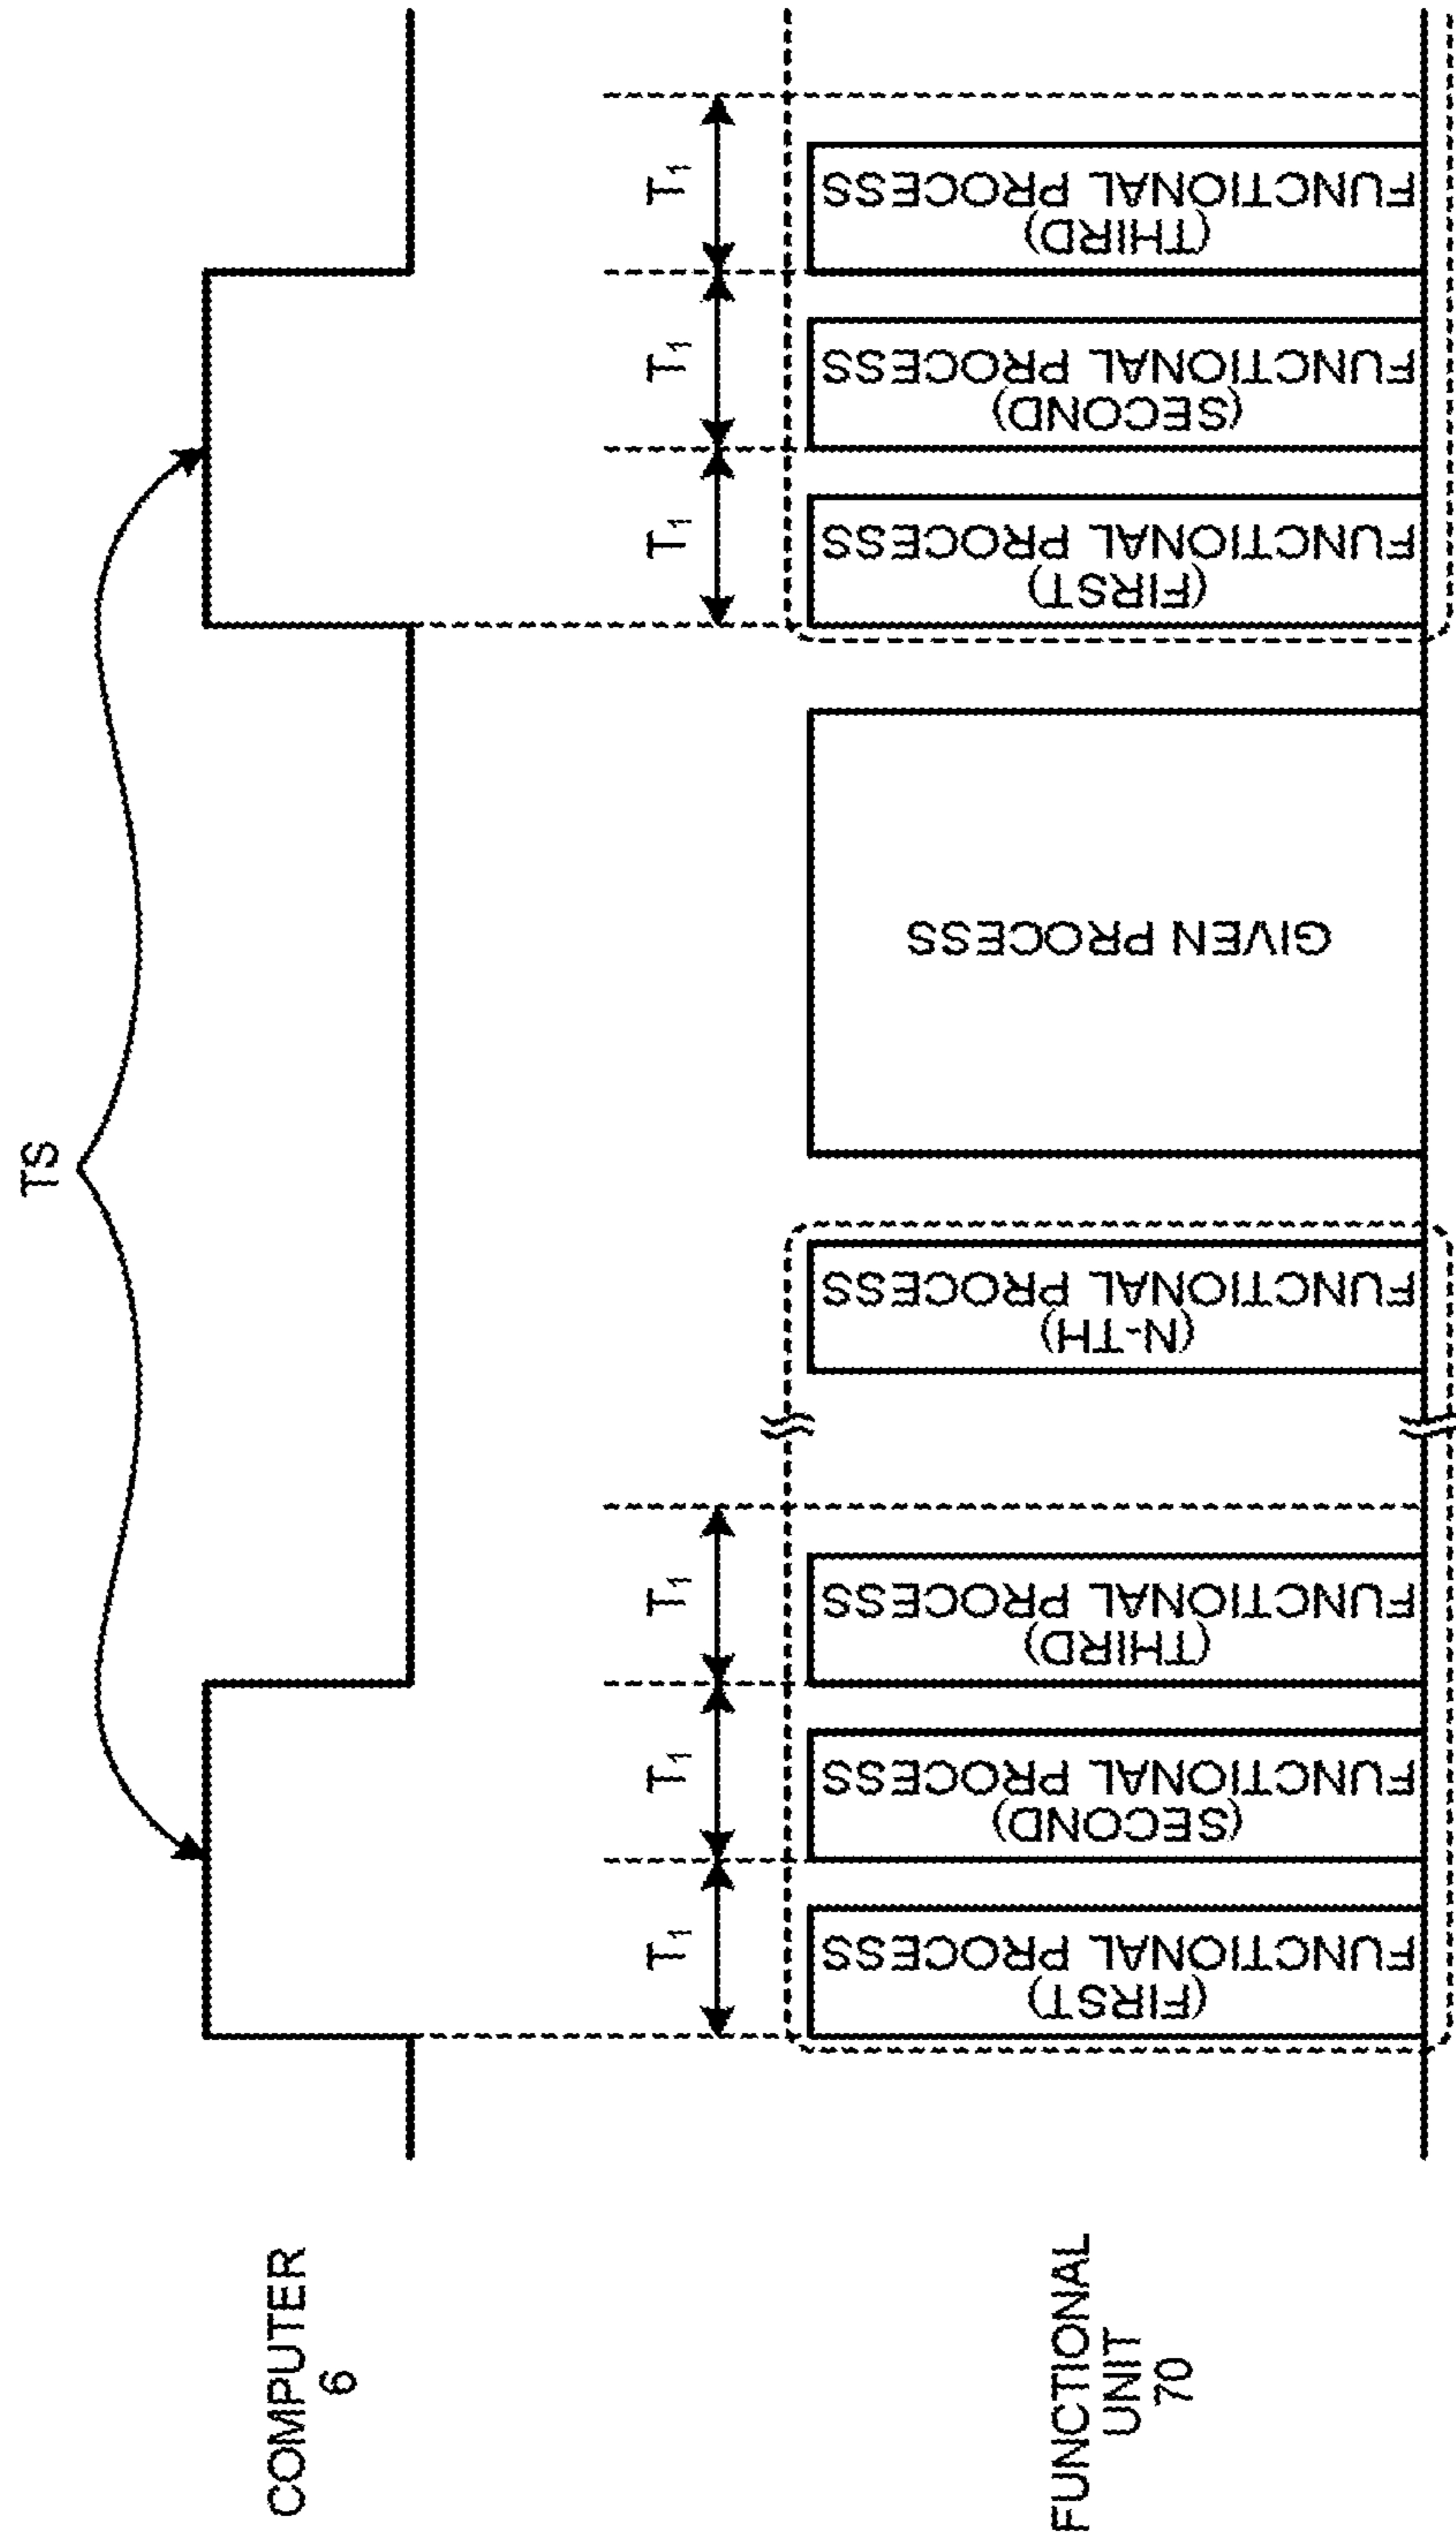 TS
COMPUTER
6
T1
T1
T1
T1
T1
T1
FUNCTIONAL
UNIT
70
(FIRST)
FUNCTIONAL PROCESS
(SECOND)
FUNCTIONAL PROCESS
(THIRD)
FUNCTIONAL PROCESS
(N-TH)
FUNCTIONAL PROCESS
GIVEN PROCESS
(FIRST)
FUNCTIONAL PROCESS
(SECOND)
FUNCTIONAL PROCESS
(THIRD)
FUNCTIONAL PROCESS